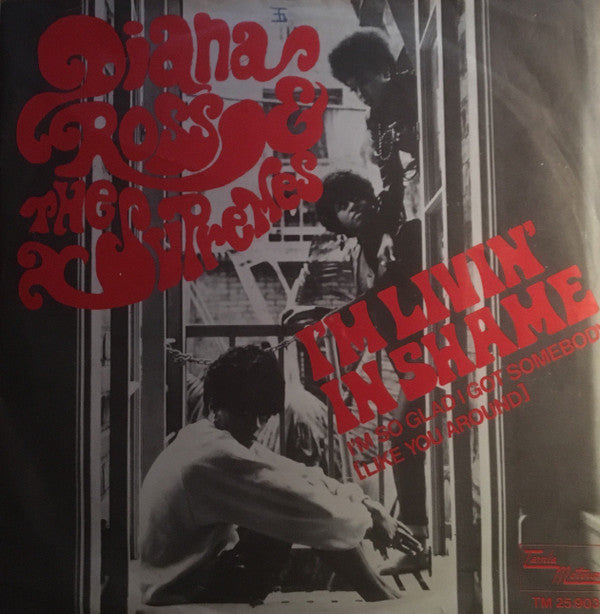 Diana
Ross &
The
Supremes
I'M LIVIN'
IN SHAME
I'M SO GLAD I GOT SOMEBODY
[LIKE YOU AROUND]
Tamla
Motown
TM 25.903